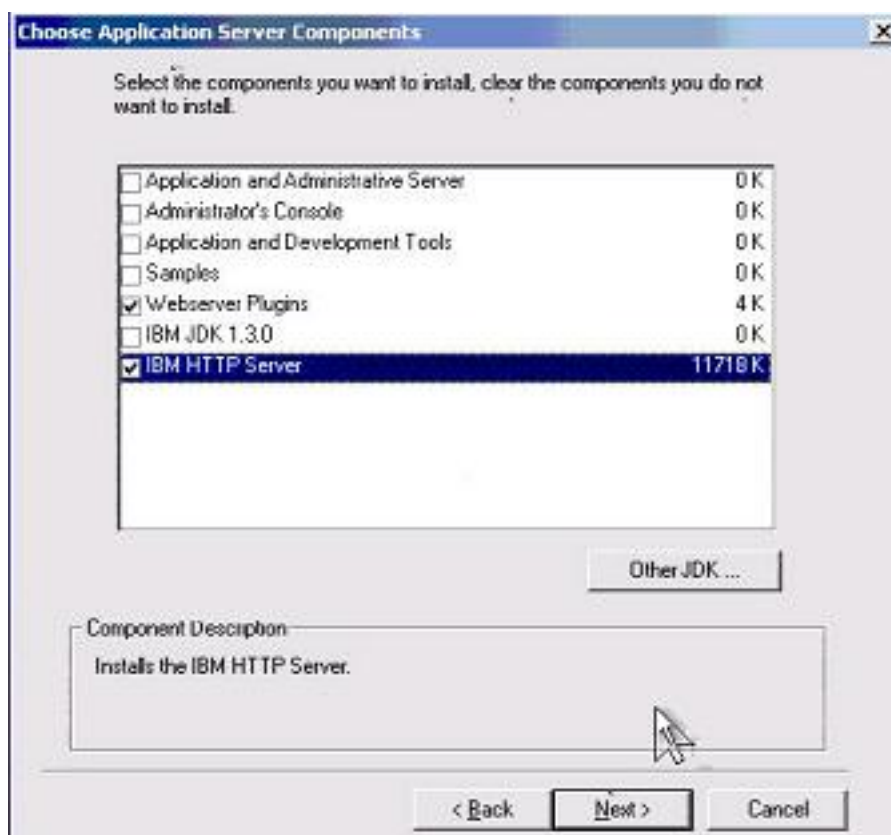 Choose Application Server Components
Select the components you want to install, clear the components you do not
want to install.
Application and Administrative Server 0 K
Administrator's Console 0 K
Application and Development Tools 0 K
Samples 0 K
Webserver Plugins 4 K
IBM JDK 1.3.0 0 K
IBM HTTP Server 11718 K
Other JDK ...
Component Description
Installs the IBM HTTP Server.
< Back Next > Cancel